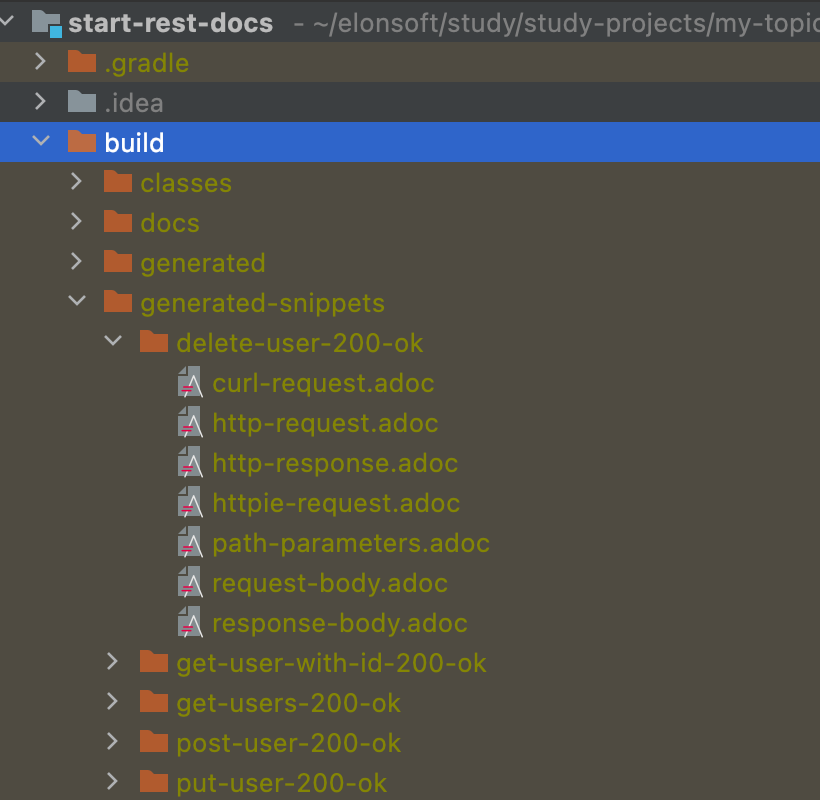 start-rest-docs – ~/elonsoft/study/study-projects/my-topic
.gradle
.idea
build
classes
docs
generated
generated-snippets
delete-user-200-ok
curl-request.adoc
http-request.adoc
http-response.adoc
httpie-request.adoc
path-parameters.adoc
request-body.adoc
response-body.adoc
get-user-with-id-200-ok
get-users-200-ok
post-user-200-ok
put-user-200-ok